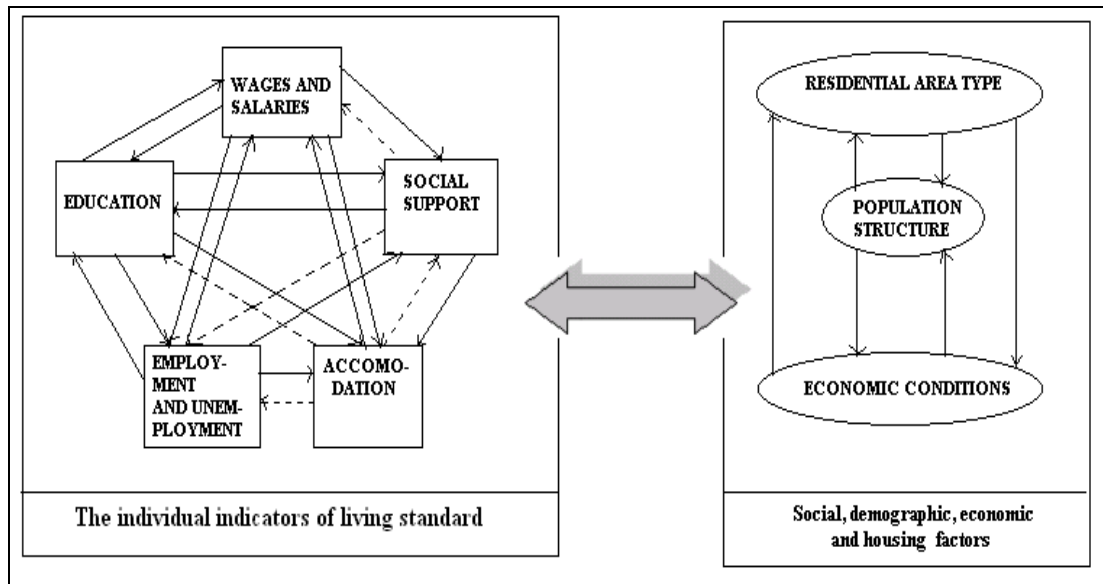 WAGES AND
SALARIES
EDUCATION
SOCIAL
SUPPORT
EMPLOY-
MENT
AND UNEM-
PLOYMENT
ACCOMO-
DATION
The individual indicators of living standard
RESIDENTIAL AREA TYPE
POPULATION
STRUCTURE
ECONOMIC CONDITIONS
Social, demographic, economic
and housing factors